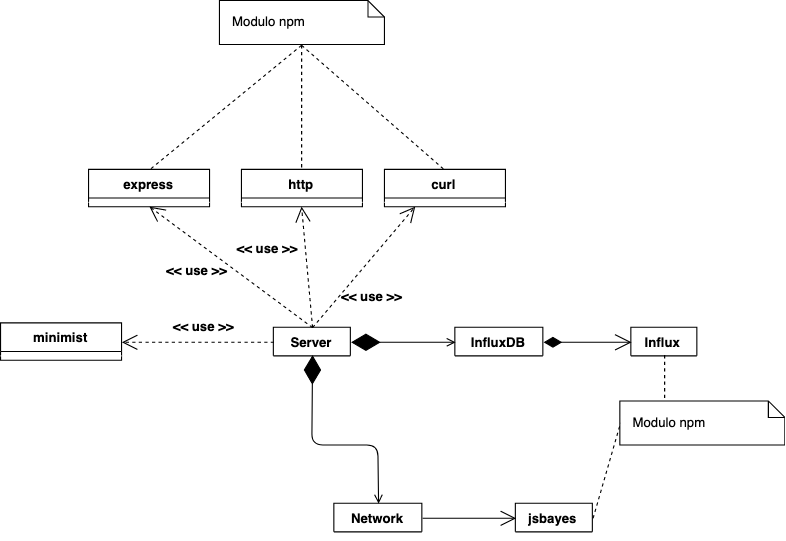 Modulo npm
express
http
curl
<< use >>
<< use >>
<< use >>
<< use >>
minimist
Server
InfluxDB
Influx
Modulo npm
Network
jsbayes